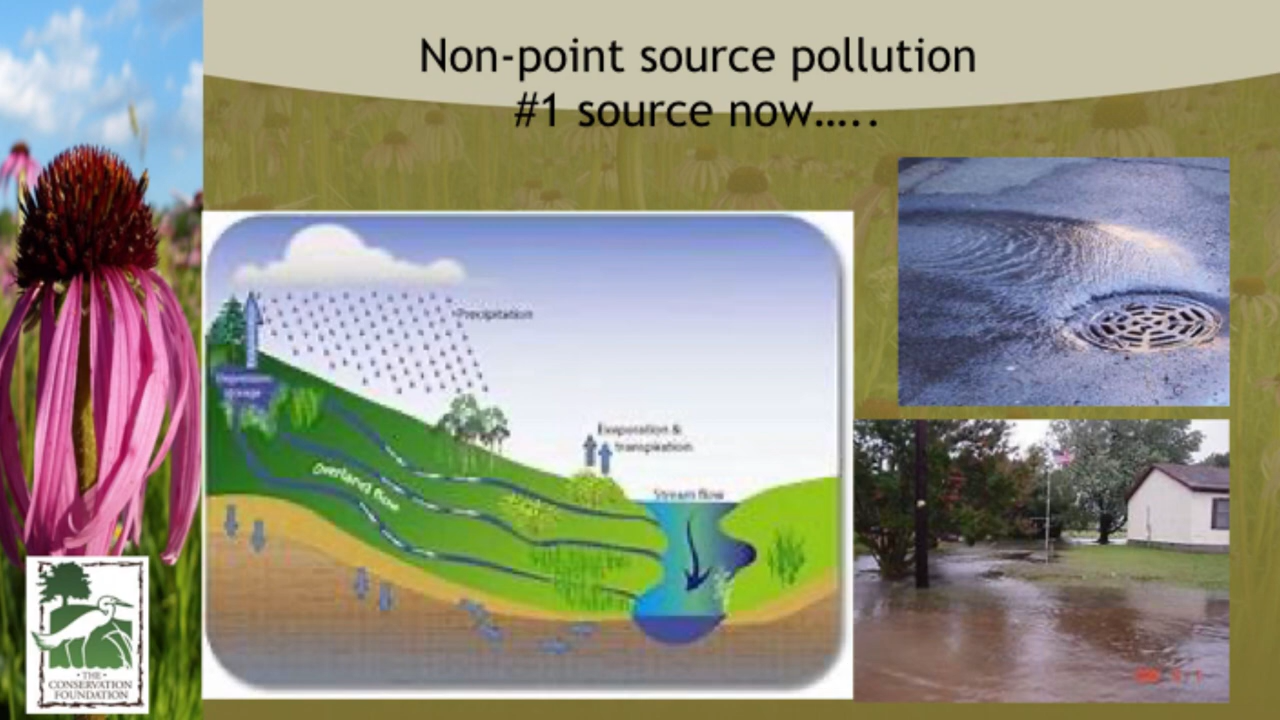 Non-point source pollution
#1 source now.....
Precipitation
Evaporation &
transpiration
Overland flow
Stream flow
• THE •
CONSERVATION
FOUNDATION